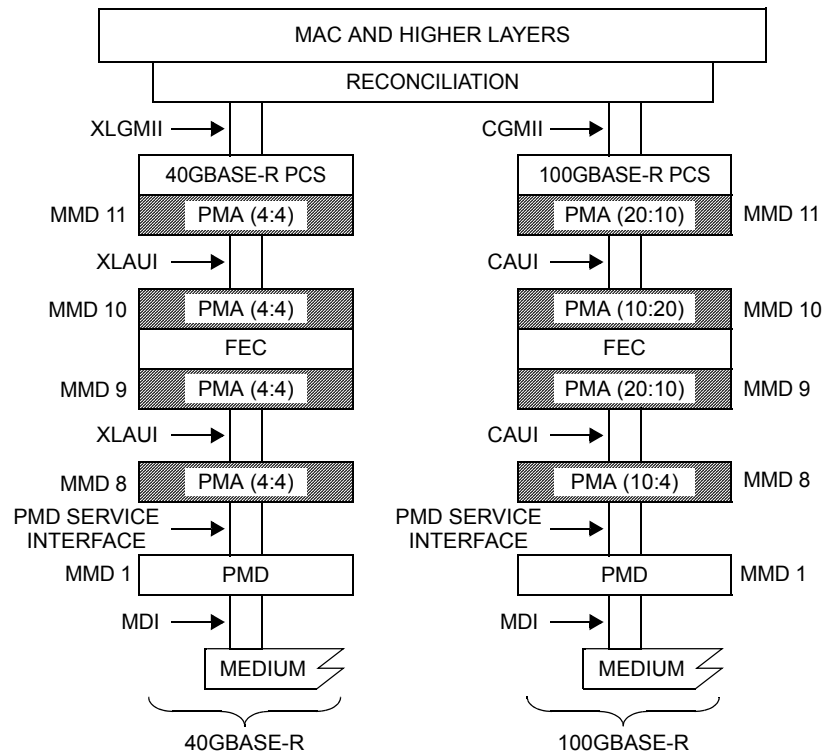 MAC AND HIGHER LAYERS
RECONCILIATION
XLGMII
CGMII
40GBASE-R PCS
100GBASE-R PCS
MMD 11
PMA (4:4)
PMA (20:10)
MMD 11
XLAUI
CAUI
MMD 10
PMA (4:4)
PMA (10:20)
MMD 10
FEC
FEC
MMD 9
PMA (4:4)
PMA (20:10)
MMD 9
XLAUI
CAUI
MMD 8
PMA (4:4)
PMA (10:4)
MMD 8
PMD SERVICE
INTERFACE
PMD SERVICE
INTERFACE
MMD 1
PMD
PMD
MMD 1
MDI
MDI
MEDIUM
MEDIUM
40GBASE-R
100GBASE-R